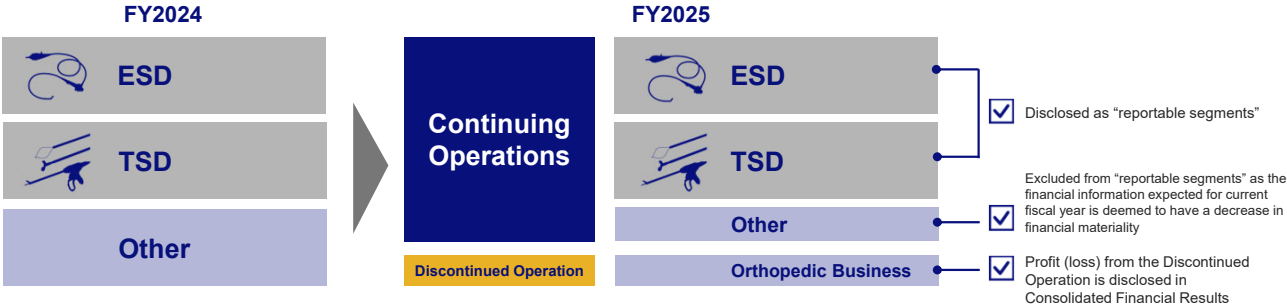 FY2024
ESD
TSD
Other
Continuing
Operations
Discontinued Operation
FY2025
ESD
TSD
Other
Orthopedic Business
Disclosed as “reportable segments”
Excluded from “reportable segments” as the
financial information expected for current
fiscal year is deemed to have a decrease in
financial materiality
Profit (loss) from the Discontinued
Operation is disclosed in
Consolidated Financial Results